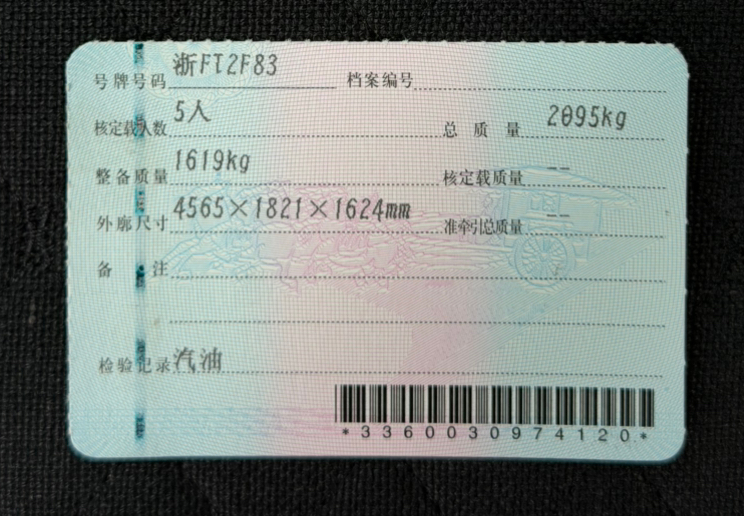 号牌号码 浙FT2F83 档案编号
核定载人数 5人 总质量 2095kg
整备质量 1619kg 核定载质量 --
外廓尺寸 4565×1821×1624mm 准牵引总质量 --
备注
检验记录 汽油
*3360030974120*